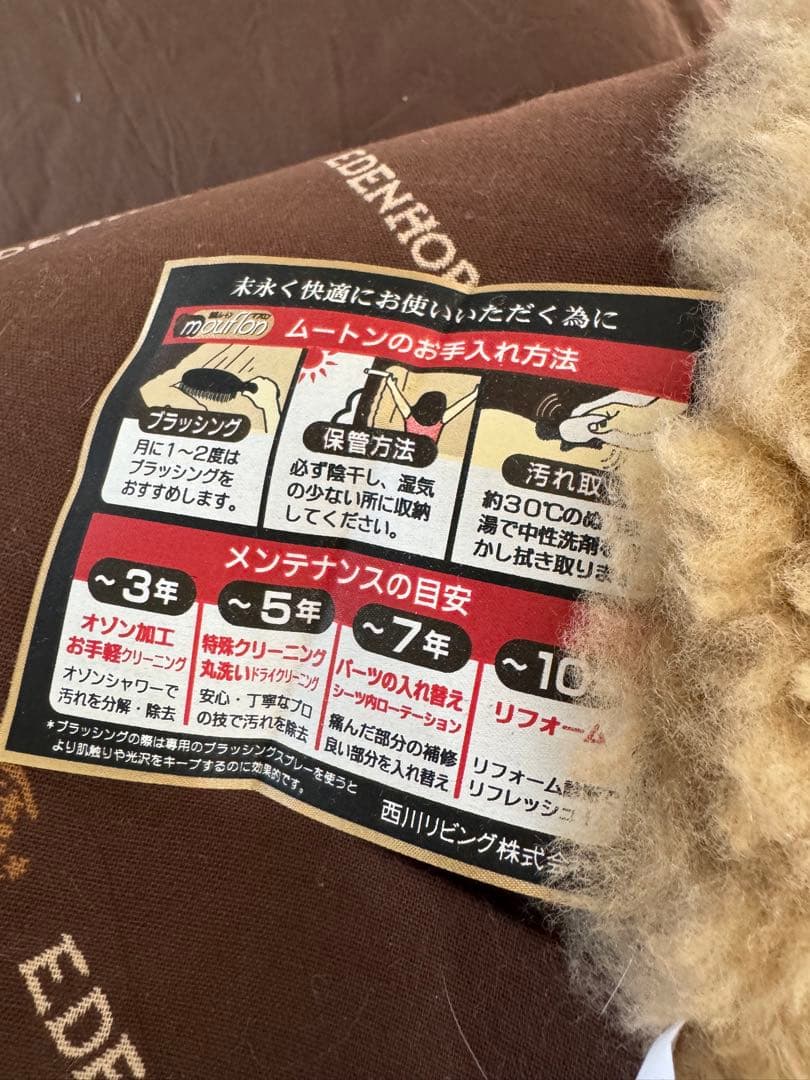 EDENHOP
末永く快適にお使いいただく為に
mouflon ムートンのお手入れ方法
ブラッシング
月に1~2度は
ブラッシングを
おすすめします。
保管方法
必ず陰干し、湿気
の少ない所に収納
してください。
汚れ取
約30℃のぬ
湯で中性洗剤を
かし拭き取りま
メンテナンスの目安
~3年
オゾン加工
お手軽クリーニング
オゾンシャワーで
汚れを分解・除去
~5年
特殊クリーニング
丸洗いドライクリーニング
安心・丁寧なプロ
の技で汚れを除去
~7年
パーツの入れ替え
シーツ内ローテーション
痛んだ部分の補修
良い部分を入れ替え
~10
リフォーム
リフォーム
リフレッシュ
*ブラッシングの際は専用のブラッシングスプレーを使うと
より肌触りや光沢をキープするのに効果的です。
西川リビング株式会
EDE